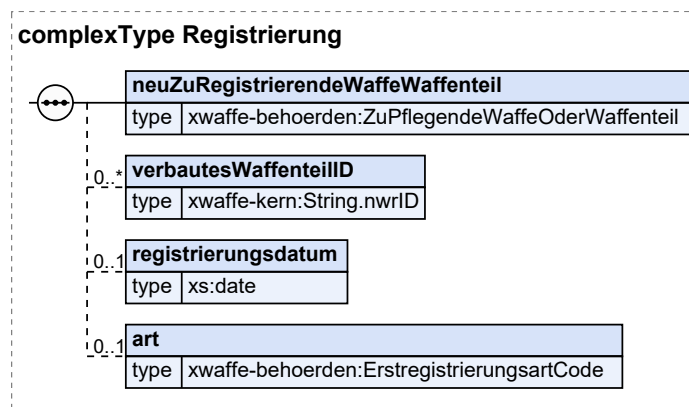 complexType Registrierung
neuZuRegistrierendeWaffeWaffenteil
type xwaffe-behoerden:ZuPflegendeWaffeOderWaffenteil
0..* verbautesWaffenteilID
type xwaffe-kern:String.nwrID
0..1 registrierungsdatum
type xs:date
0..1 art
type xwaffe-behoerden:ErstregistrierungsartCode